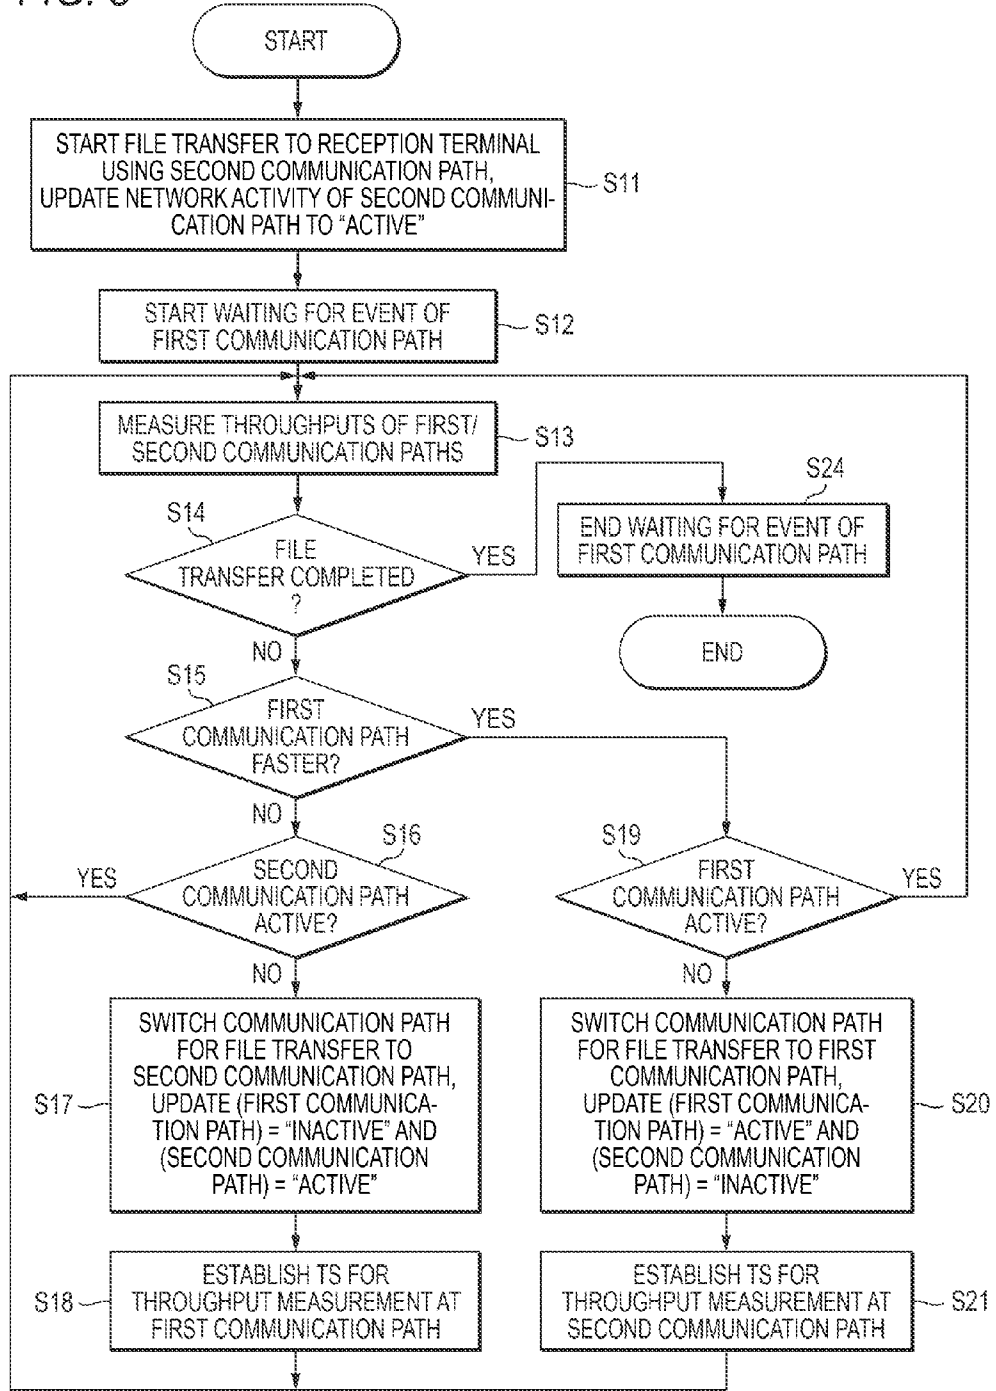 START
START FILE TRANSFER TO RECEPTION TERMINAL
USING SECOND COMMUNICATION PATH,
UPDATE NETWORK ACTIVITY OF SECOND COMMUNI-
CATION PATH TO “ACTIVE”
S11
START WAITING FOR EVENT OF
FIRST COMMUNICATION PATH
S12
MEASURE THROUGHPUTS OF FIRST/
SECOND COMMUNICATION PATHS
S13
S24
END WAITING FOR EVENT OF
FIRST COMMUNICATION PATH
S14
FILE
TRANSFER COMPLETED
?
YES
NO
END
S15
FIRST
COMMUNICATION PATH
FASTER?
YES
NO
S16
SECOND
COMMUNICATION PATH
ACTIVE?
YES
NO
S19
FIRST
COMMUNICATION PATH
ACTIVE?
YES
NO
SWITCH COMMUNICATION PATH
FOR FILE TRANSFER TO
SECOND COMMUNICATION PATH,
UPDATE (FIRST COMMUNICA-
TION PATH) = “INACTIVE” AND
(SECOND COMMUNICATION
PATH) = “ACTIVE”
S17
SWITCH COMMUNICATION PATH
FOR FILE TRANSFER TO FIRST
COMMUNICATION PATH,
UPDATE (FIRST COMMUNICA-
TION PATH) = “ACTIVE” AND
(SECOND COMMUNICATION
PATH) = “INACTIVE”
S20
ESTABLISH TS FOR
THROUGHPUT MEASUREMENT AT
FIRST COMMUNICATION PATH
S18
ESTABLISH TS FOR
THROUGHPUT MEASUREMENT AT
SECOND COMMUNICATION PATH
S21